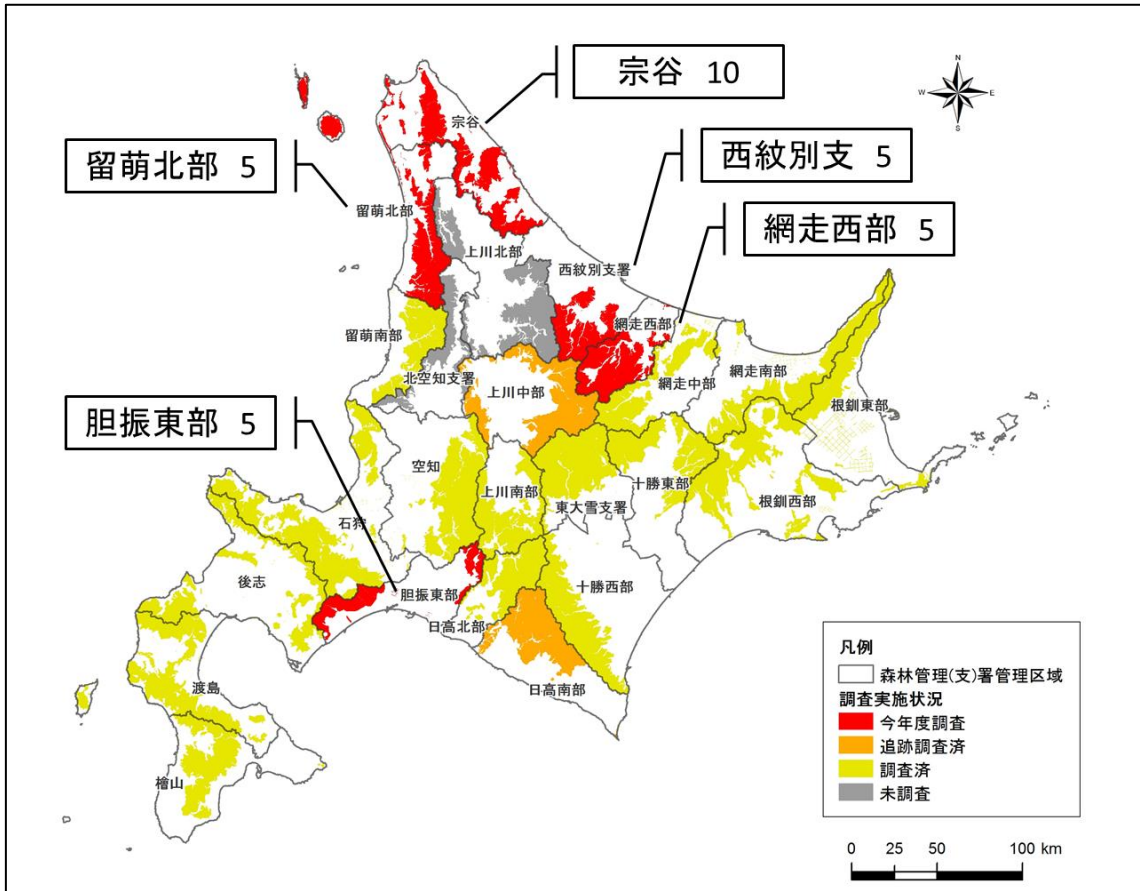 宗谷 10
留萌北部 5
西紋別支 5
網走西部 5
胆振東部 5
N
W
E
S
宗谷
留萌北部
上川北部
西紋別支署
網走西部
留萌南部
北空知支署
上川中部
網走中部
網走南部
根釧東部
空知
上川南部
東大雪支署
十勝東部
根釧西部
石狩
後志
胆振東部
十勝西部
日高北部
日高南部
渡島
檜山
凡例
森林管理(支)署管理区域
調査実施状況
今年度調査
追跡調査済
調査済
未調査
0 25 50 100 km